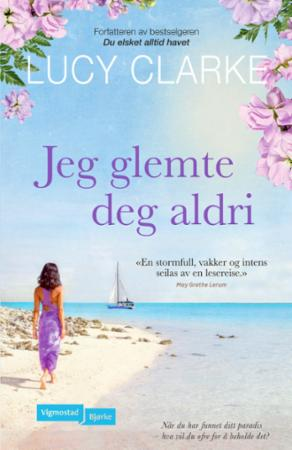 Forfatteren av bestselgeren
Du elsket alltid havet
LUCY CLARKE
Jeg glemte
deg aldri
«En stormfull, vakker og intens
seilas av en lesereise.»
May Grethe Lerum
Vigmostad Bjørke
Når du har funnet ditt paradis
– hva vil du ofre for å beholde det?